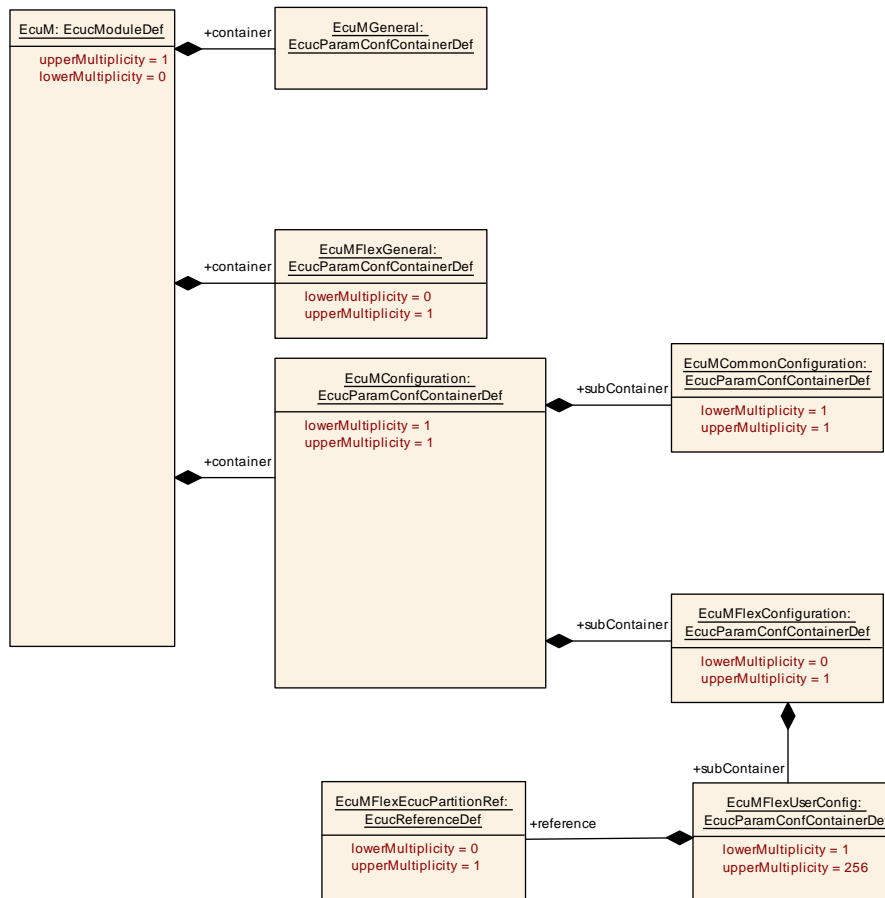 EcuM: EcucModuleDef
upperMultiplicity = 1
lowerMultiplicity = 0
+container
EcuMGeneral:
EcucParamConfContainerDef
+container
EcuMFlexGeneral:
EcucParamConfContainerDef
lowerMultiplicity = 0
upperMultiplicity = 1
+container
EcuMConfiguration:
EcucParamConfContainerDef
lowerMultiplicity = 1
upperMultiplicity = 1
+subContainer
EcuMCommonConfiguration:
EcucParamConfContainerDef
lowerMultiplicity = 1
upperMultiplicity = 1
+subContainer
EcuMFlexConfiguration:
EcucParamConfContainerDef
lowerMultiplicity = 0
upperMultiplicity = 1
+subContainer
EcuMFlexEcucPartitionRef:
EcucReferenceDef
lowerMultiplicity = 0
upperMultiplicity = 1
+reference
EcuMFlexUserConfig:
EcucParamConfContainerDef
lowerMultiplicity = 1
upperMultiplicity = 256